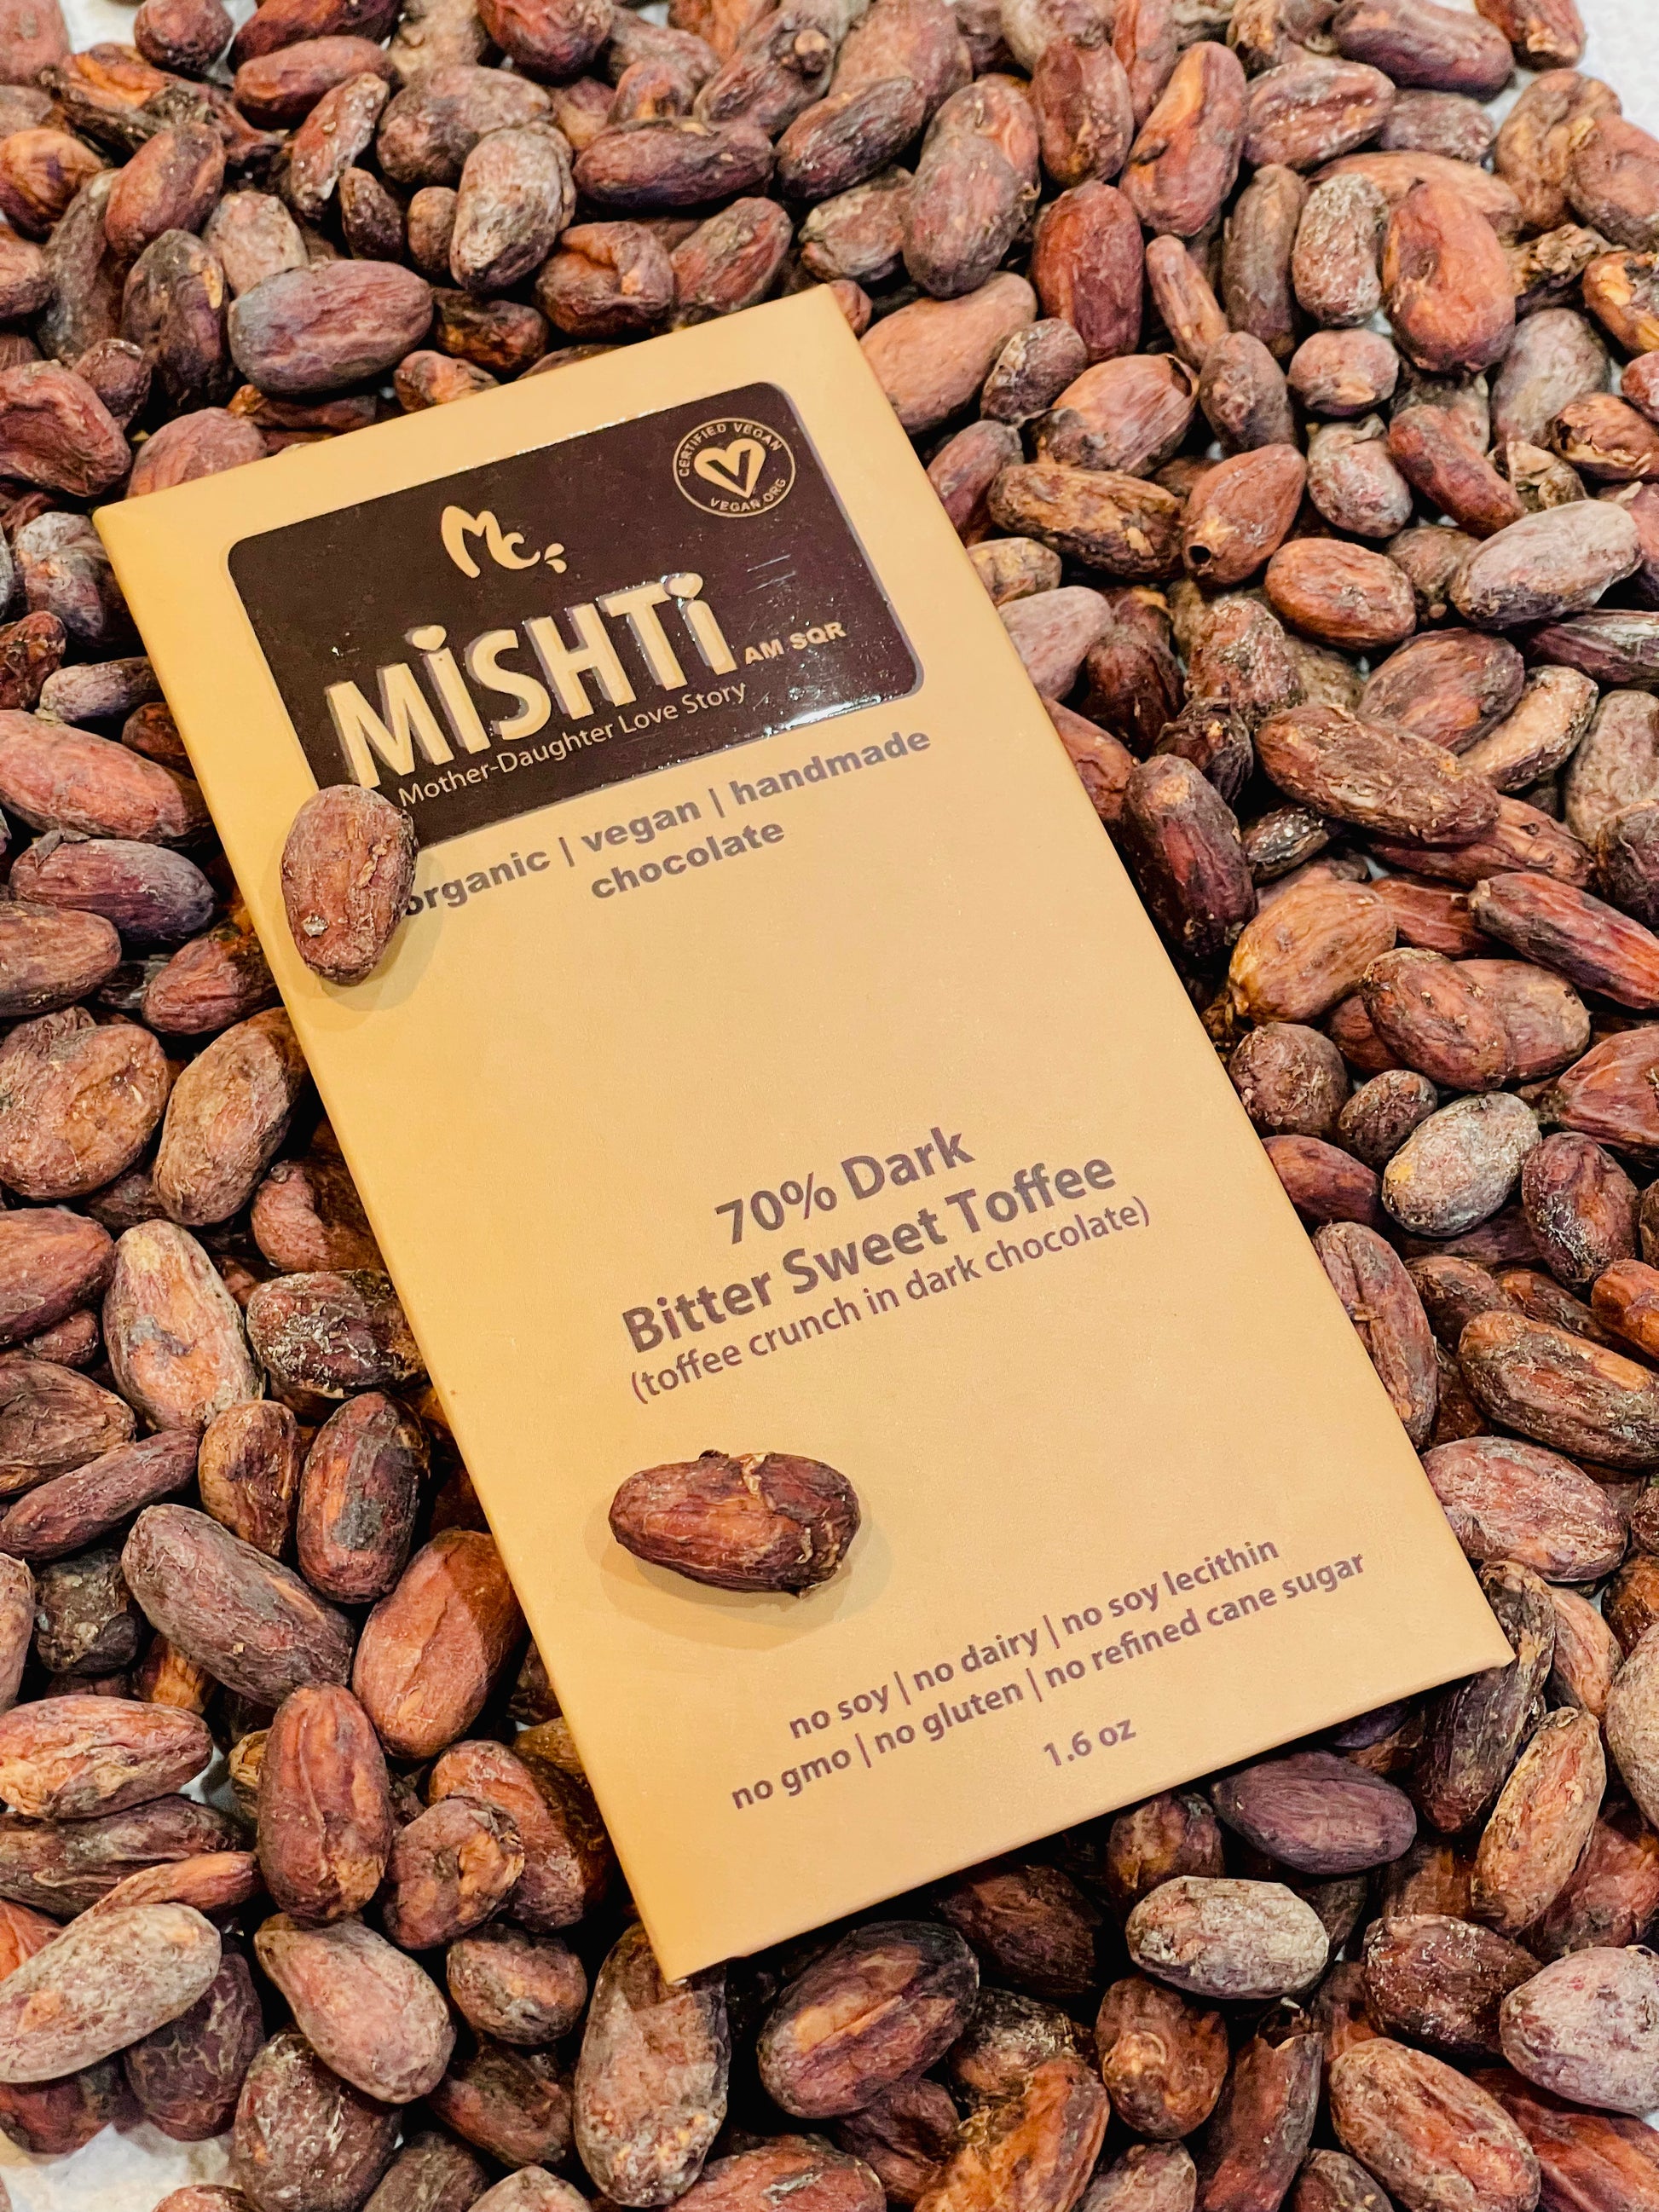 CERTIFIED VEGAN
VEGAN.ORG
Mc
MiSHTi
AM SQR
Mother-Daughter Love Story
organic | vegan | handmade
chocolate
70% Dark
Bitter Sweet Toffee
(toffee crunch in dark chocolate)
no soy | no dairy | no soy lecithin
no gmo | no gluten | no refined cane sugar
1.6 oz